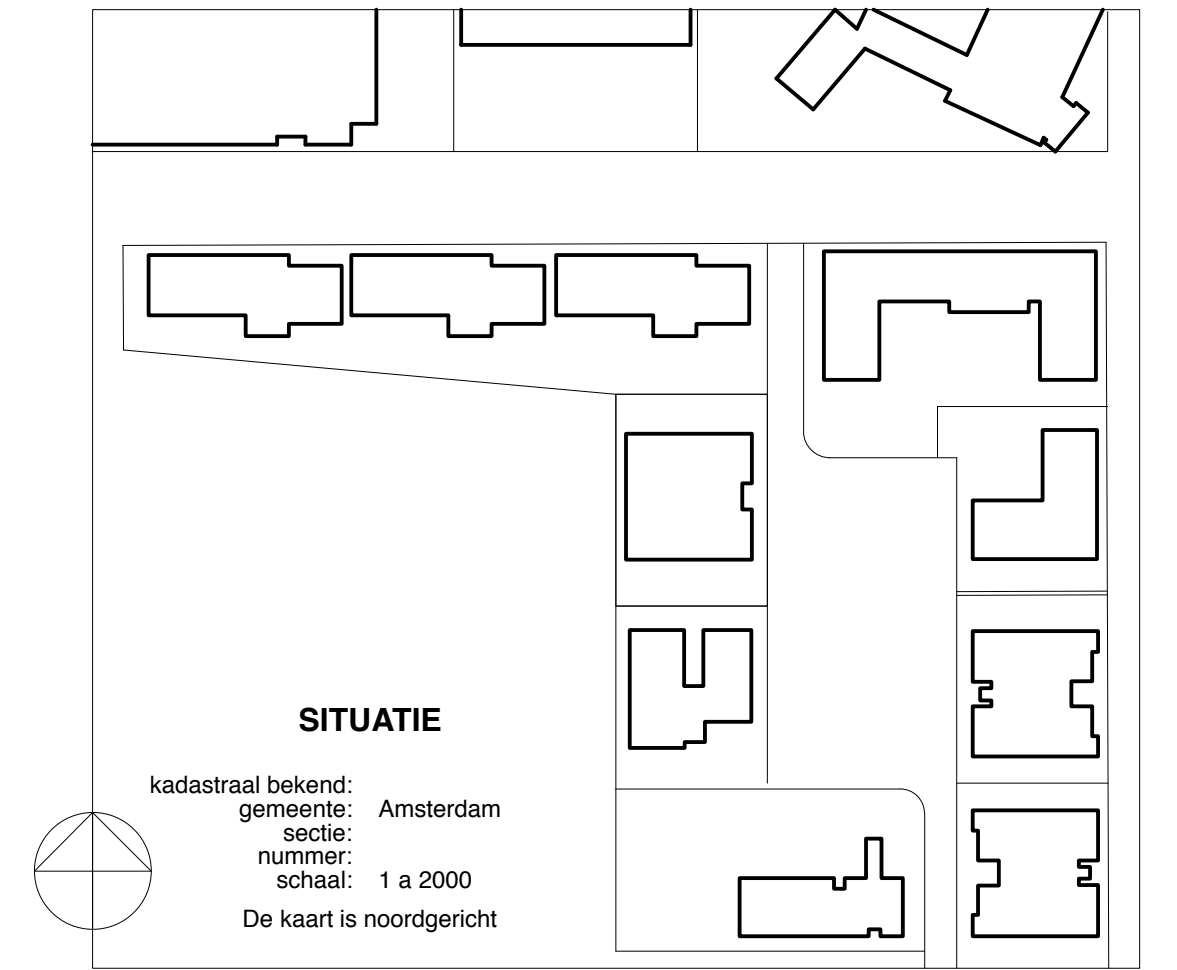 SITUATIE
kadastraal bekend:
gemeente: Amsterdam
sectie:
nummer:
schaal: 1 a 2000
De kaart is noordgericht